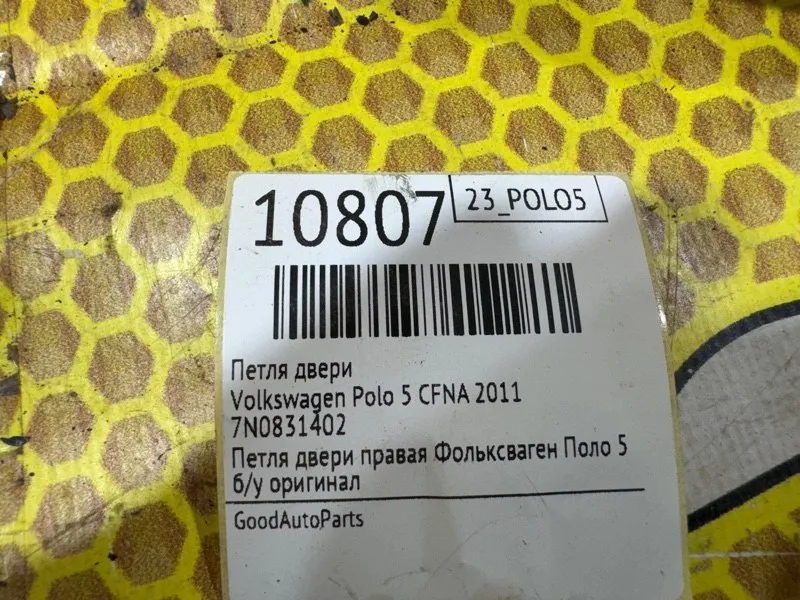 10807
23_POLO5
Петля двери
Volkswagen Polo 5 CFNA 2011
7N0831402
Петля двери правая Фольксваген Поло 5
б/у оригинал
GoodAutoParts